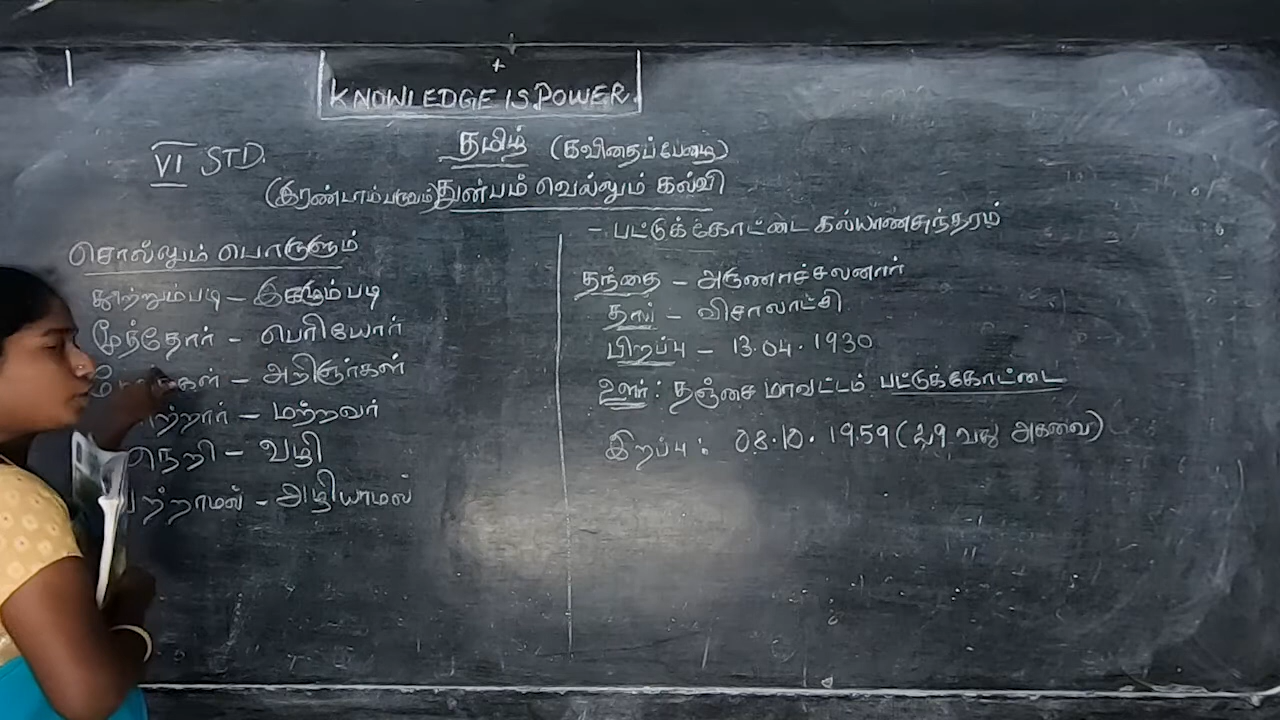 KNOWLEDGE IS POWER.
VI STD.
தமிழ் (கவிதைப்பேழை)
(இரண்டாம்பருவம்) துன்பம் வெல்லும் கல்வி
- பட்டுக்கோட்டை கல்யாணசுந்தரம்
சொல்லும் பொருளும்
தூற்றும்படி - இகழும்படி
மூத்தோர் - பெரியோர்
மேதைகள் - அறிஞர்கள்
மாற்றார் - மற்றவர்
நெறி - வழி
வற்றாமல் - அழியாமல்
தந்தை - அருணாச்சலனார்
தாய் - விசாலாட்சி
பிறப்பு - 13.04.1930
ஊர் : தஞ்சை மாவட்டம் பட்டுக்கோட்டை
இறப்பு : 08.10.1959 (29 வது அகவை)